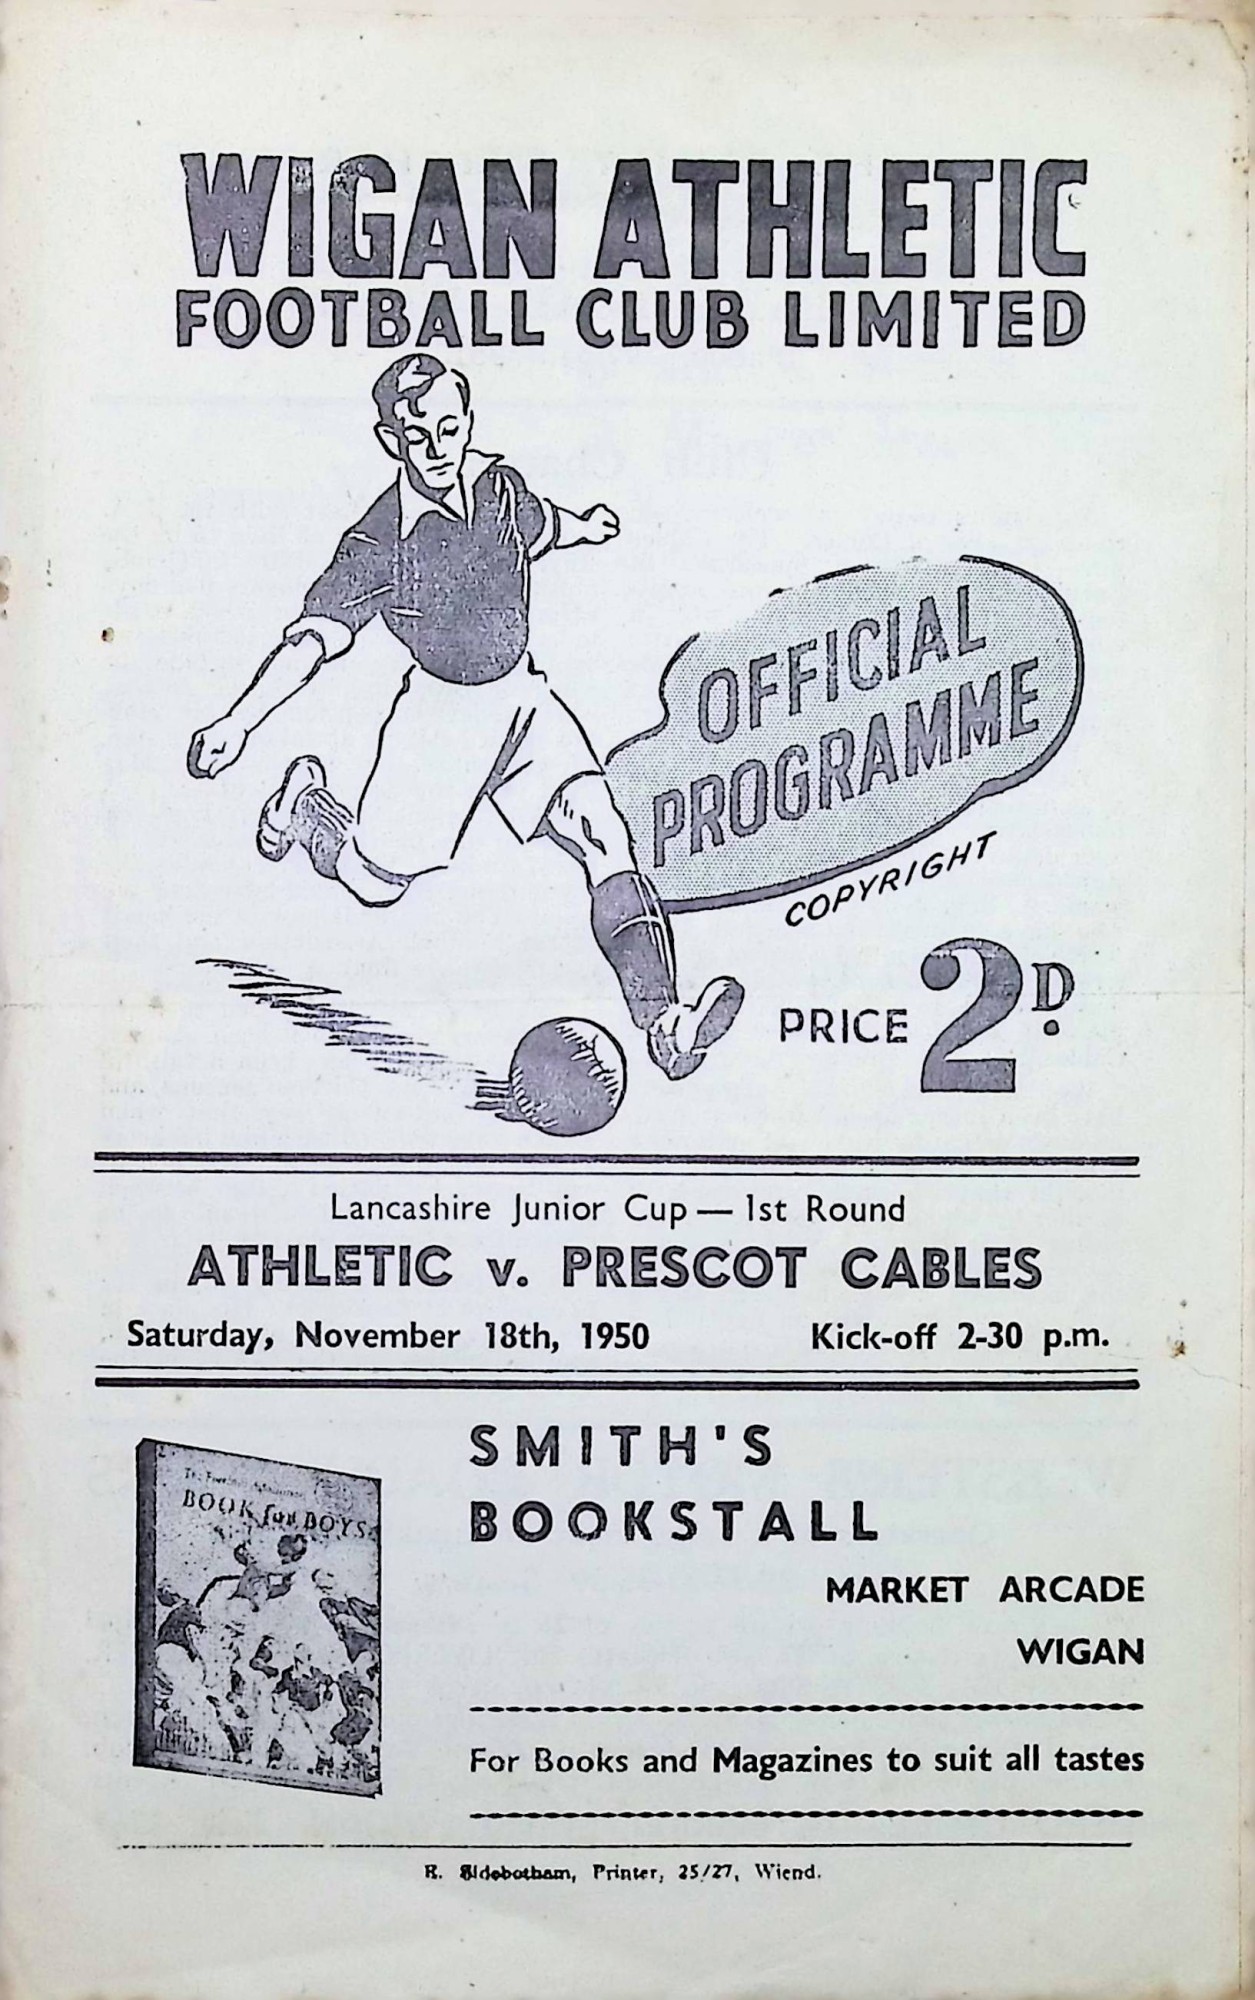 WIGAN ATHLETIC
FOOTBALL CLUB LIMITED
OFFICIAL
PROGRAMME
COPYRIGHT
PRICE 2D.
Lancashire Junior Cup — 1st Round
ATHLETIC v. PRESCOT CABLES
Saturday, November 18th, 1950 Kick-off 2-30 p.m.
BOOK for BOYS
SMITH'S
BOOKSTALL
MARKET ARCADE
WIGAN
For Books and Magazines to suit all tastes
R. Sidebotham, Printer, 25/27, Wiend.